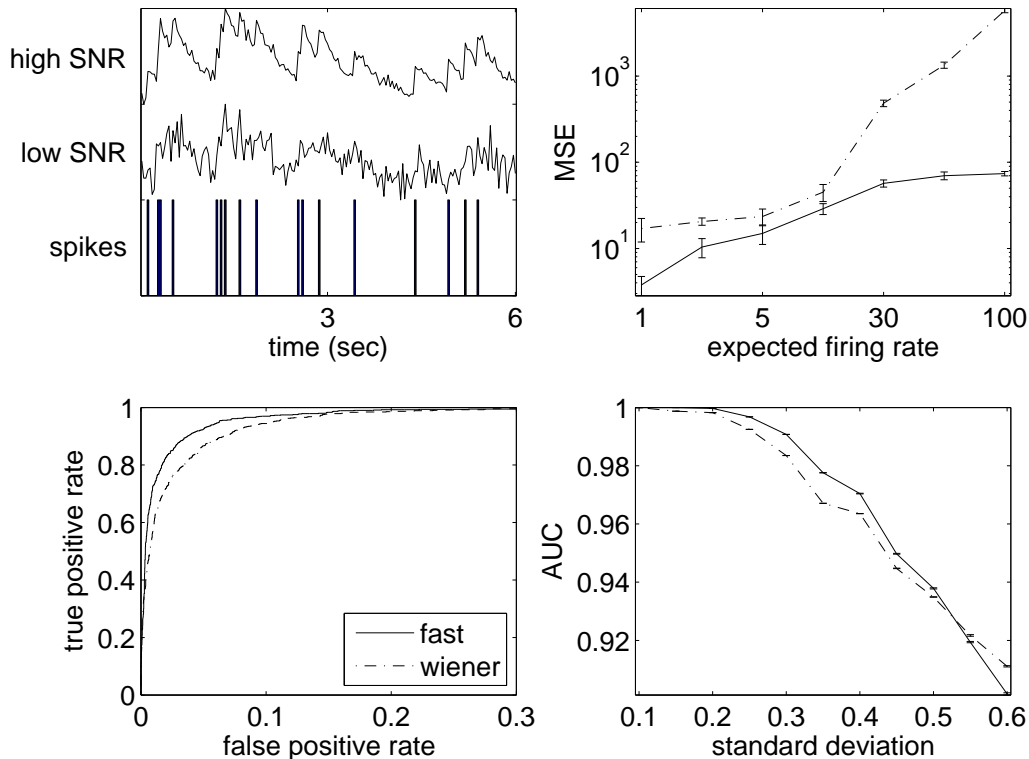 high SNR
low SNR
spikes
3
6
time (sec)
MSE
10^3
10^2
10^1
1
5
30
100
expected firing rate
true positive rate
1
0.8
0.6
0.4
0.2
0
0
0.1
0.2
0.3
false positive rate
fast
wiener
AUC
1
0.98
0.96
0.94
0.92
0.1
0.2
0.3
0.4
0.5
0.6
standard deviation